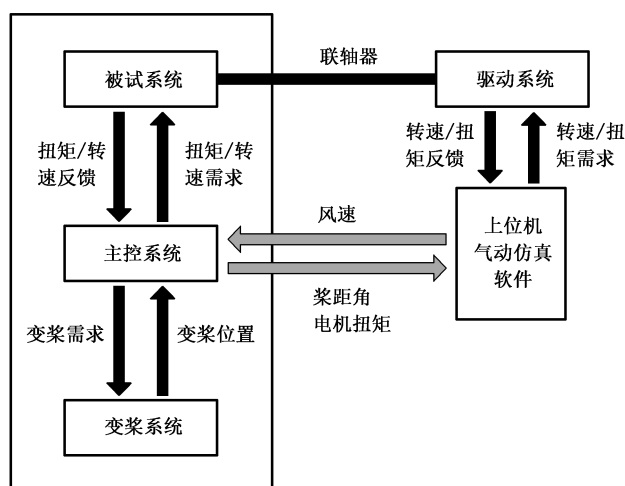 被试系统
联轴器
驱动系统
扭矩/转
速反馈
扭矩/转
速需求
转速/扭
矩反馈
转速/扭
矩需求
主控系统
风速
桨距角
电机扭矩
上位机
气动仿真
软件
变桨需求
变桨位置
变桨系统